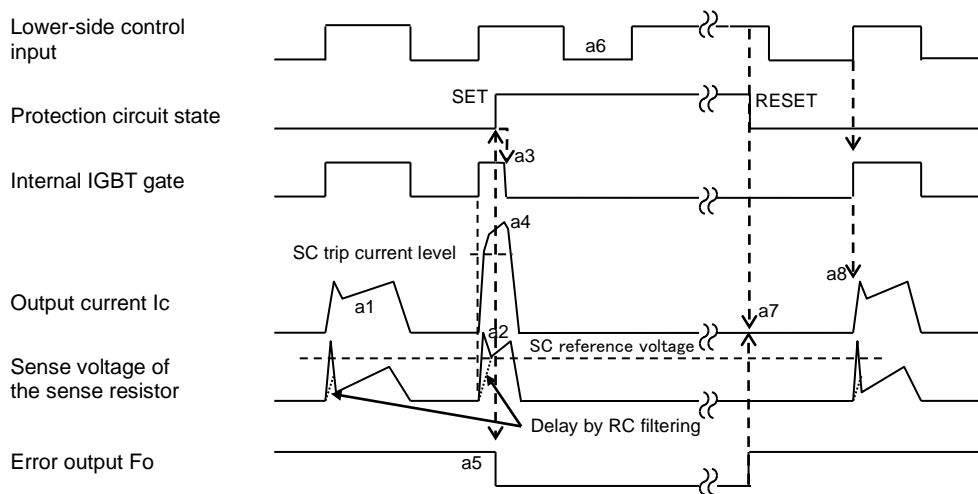 Lower-side control
input
a6
Protection circuit state
SET
RESET
a3
Internal IGBT gate
a4
SC trip current level
a8
Output current Ic
a1
a7
a2
SC reference voltage
Sense voltage of
the sense resistor
Delay by RC filtering
Error output Fo
a5